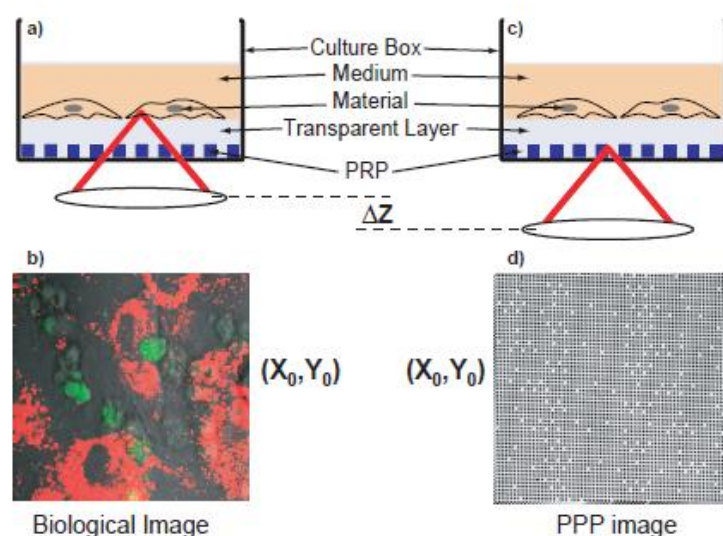 a)
c)
Culture Box
Medium
Material
Transparent Layer
PRP
ΔZ
b)
d)
(X₀,Y₀)
(X₀,Y₀)
Biological Image
PPP image